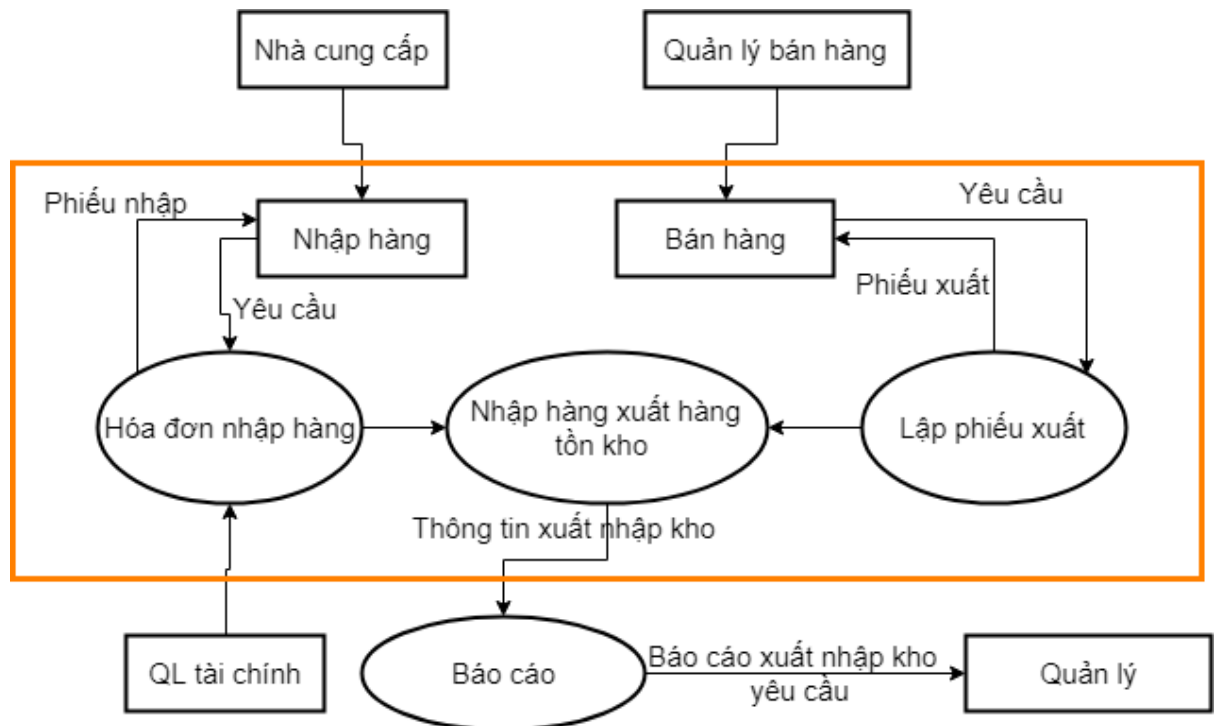 Nhà cung cấp
Quản lý bán hàng
Phiếu nhập
Yêu cầu
Nhập hàng
Bán hàng
Yêu cầu
Phiếu xuất
Hóa đơn nhập hàng
Nhập hàng xuất hàng
tồn kho
Lập phiếu xuất
Thông tin xuất nhập kho
QL tài chính
Báo cáo
Báo cáo xuất nhập kho
yêu cầu
Quản lý